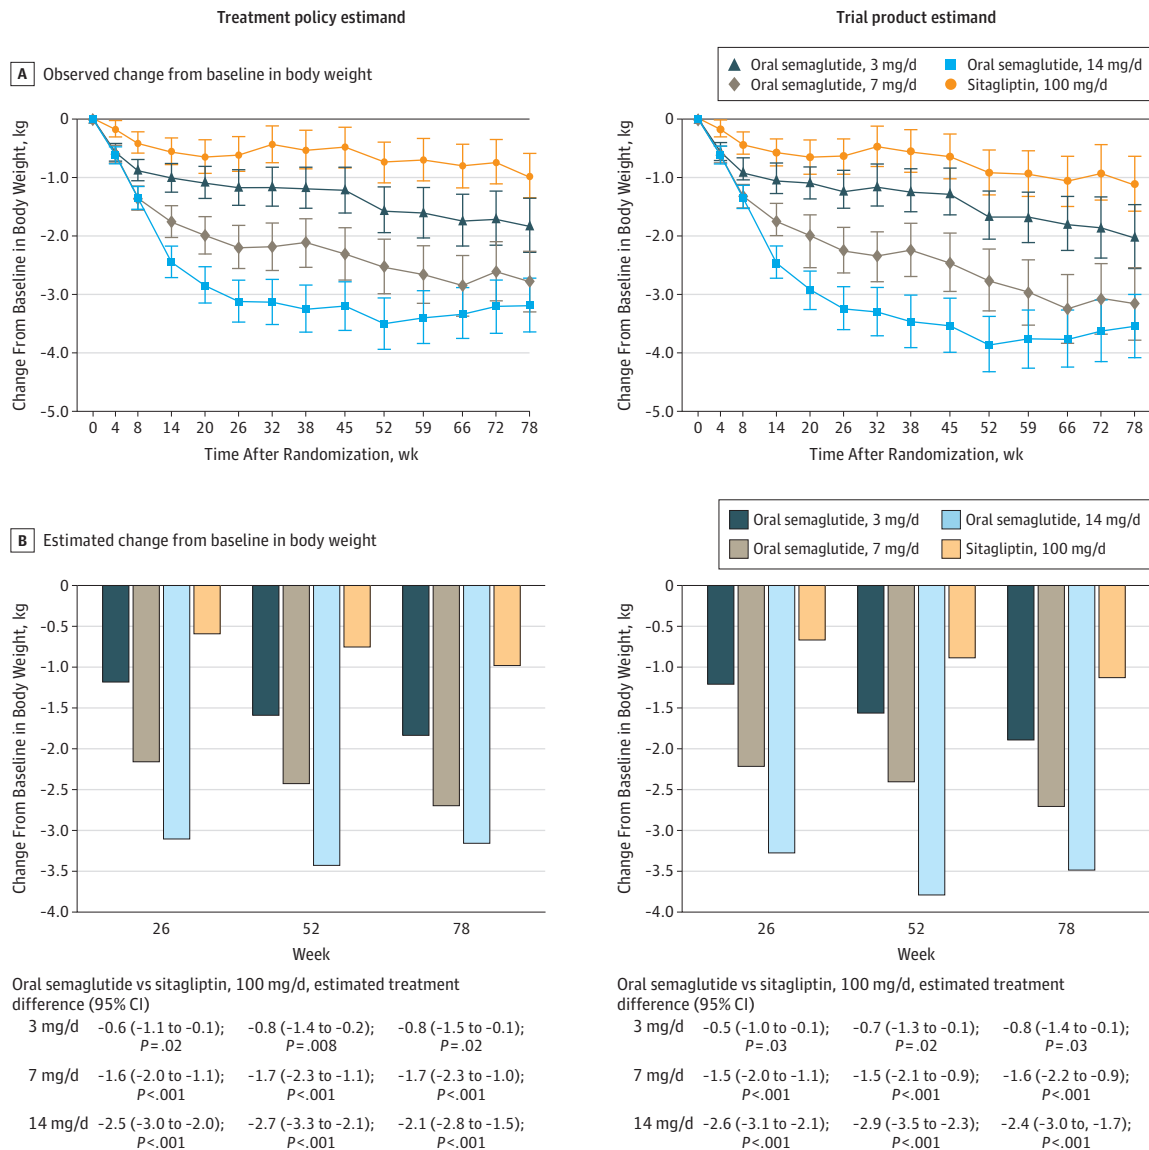 Treatment policy estimand
Trial product estimand
A Observed change from baseline in body weight
Oral semaglutide, 3 mg/d
Oral semaglutide, 14 mg/d
Oral semaglutide, 7 mg/d
Sitagliptin, 100 mg/d
Change From Baseline in Body Weight, kg
0
-1.0
-2.0
-3.0
-4.0
-5.0
0 4 8 14 20 26 32 38 45 52 59 66 72 78
Time After Randomization, wk
Change From Baseline in Body Weight, kg
0
-1.0
-2.0
-3.0
-4.0
-5.0
0 4 8 14 20 26 32 38 45 52 59 66 72 78
Time After Randomization, wk
B Estimated change from baseline in body weight
Oral semaglutide, 3 mg/d
Oral semaglutide, 14 mg/d
Oral semaglutide, 7 mg/d
Sitagliptin, 100 mg/d
Change From Baseline in Body Weight, kg
0
-0.5
-1.0
-1.5
-2.0
-2.5
-3.0
-3.5
-4.0
26 52 78
Week
Change From Baseline in Body Weight, kg
0
-0.5
-1.0
-1.5
-2.0
-2.5
-3.0
-3.5
-4.0
26 52 78
Week
Oral semaglutide vs sitagliptin, 100 mg/d, estimated treatment
difference (95% CI)
3 mg/d -0.6 (-1.1 to -0.1); -0.8 (-1.4 to -0.2); -0.8 (-1.5 to -0.1);
P=.02 P=.008 P=.02
7 mg/d -1.6 (-2.0 to -1.1); -1.7 (-2.3 to -1.1); -1.7 (-2.3 to -1.0);
P<.001 P<.001 P<.001
14 mg/d -2.5 (-3.0 to -2.0); -2.7 (-3.3 to -2.1); -2.1 (-2.8 to -1.5);
P<.001 P<.001 P<.001
Oral semaglutide vs sitagliptin, 100 mg/d, estimated treatment
difference (95% CI)
3 mg/d -0.5 (-1.0 to -0.1); -0.7 (-1.3 to -0.1); -0.8 (-1.4 to -0.1);
P=.03 P=.02 P=.03
7 mg/d -1.5 (-2.0 to -1.1); -1.5 (-2.1 to -0.9); -1.6 (-2.2 to -0.9);
P<.001 P<.001 P<.001
14 mg/d -2.6 (-3.1 to -2.1); -2.9 (-3.5 to -2.3); -2.4 (-3.0 to, -1.7);
P<.001 P<.001 P<.001